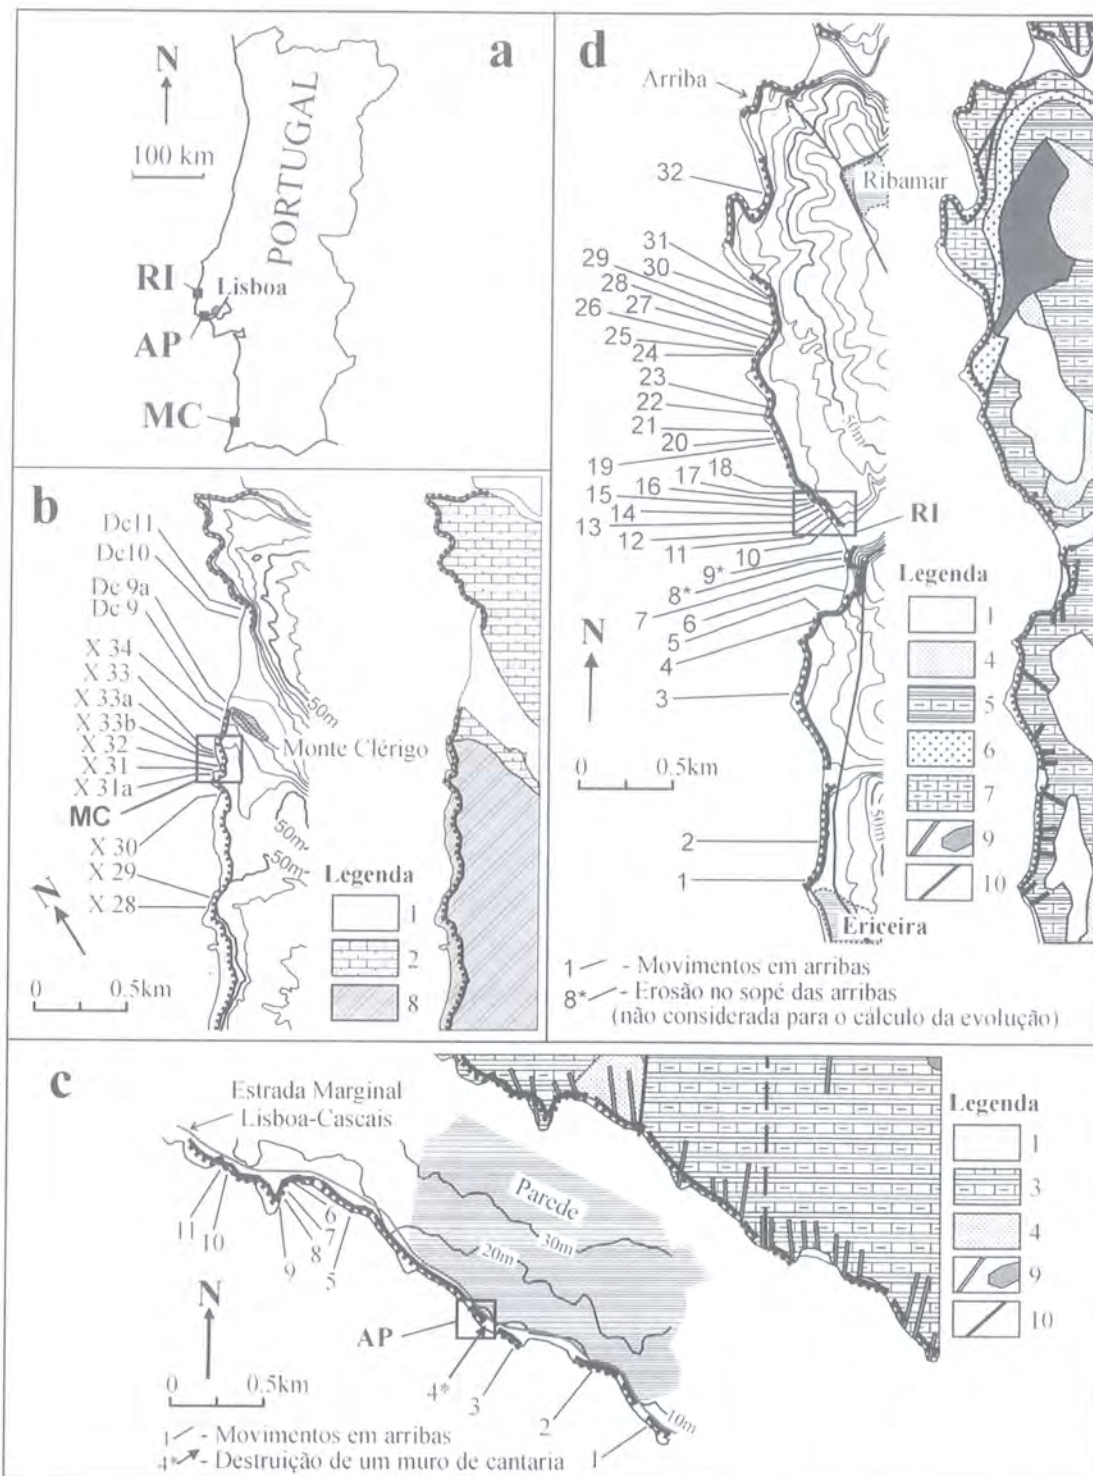 a
N
100 km
PORTUGAL
RI
Lisboa
AP
MC
b
Dc11
Dc10
Dc 9a
Dc 9
X 34
X 33
X 33a
X 33b
X 32
X 31
X 31a
MC
X 30
X 29
X 28
50m
Monte Clérigo
50m
50m
N
0 0.5km
Legenda
1
2
8
d
Arriba
32
Ribamar
31
30
29
28
27
26
25
24
23
22
21
20
19
18
17
16
15
14
13
12
11
10
9*
8*
7
6
5
4
3
2
1
50m
RI
N
0 0.5km
50m
Ericeira
Legenda
1
4
5
6
7
9
10
1 - Movimentos em arribas
8* - Erosão no sopé das arribas
(não considerada para o cálculo da evolução)
c
Estrada Marginal
Lisboa-Cascais
Parede
30m
20m
11
10
9
8
7
6
5
N
AP
4*
3
2
1
10m
0 0.5km
1 - Movimentos em arribas
4* - Destruição de um muro de cantaria
Legenda
1
3
4
9
10